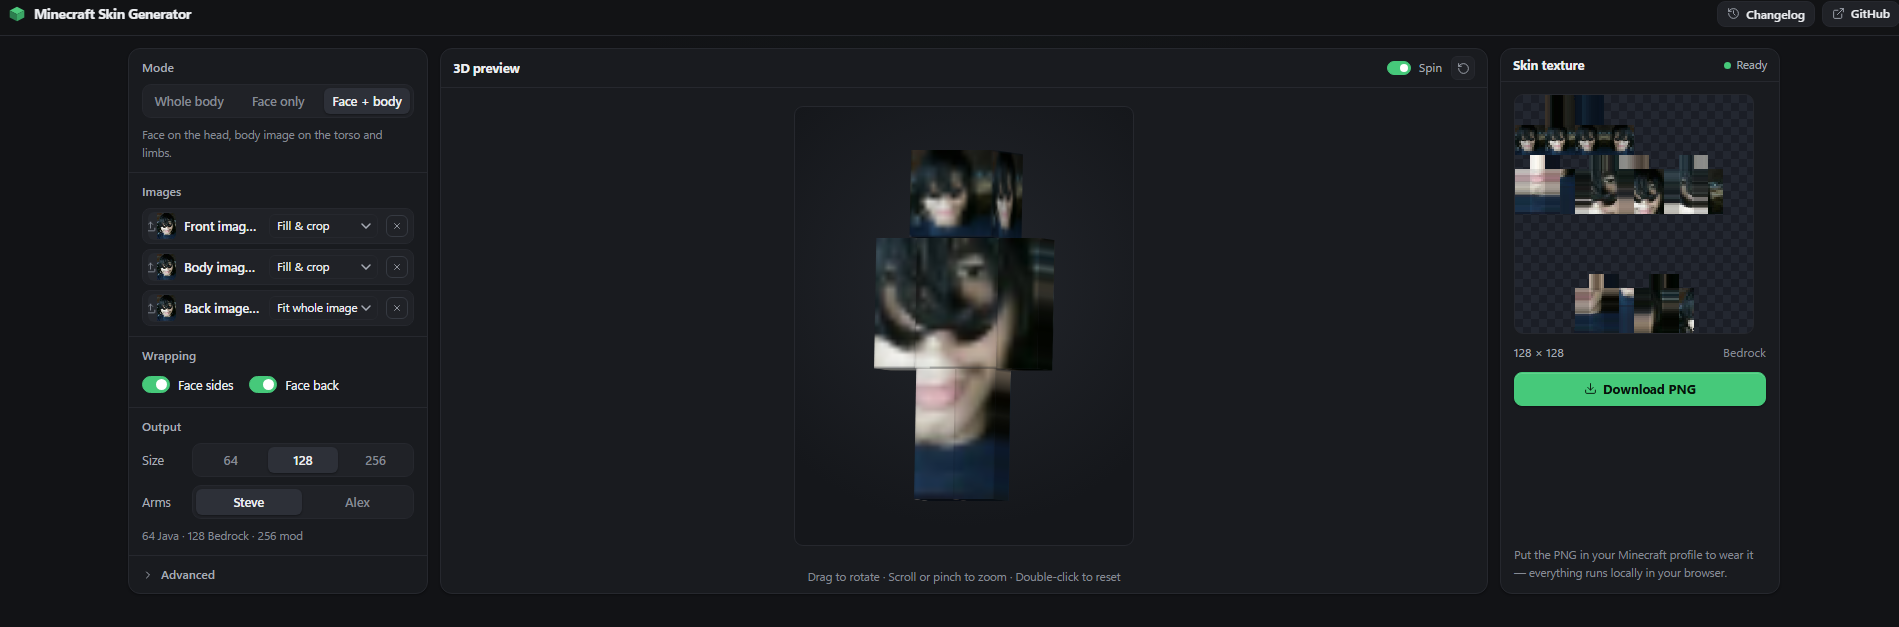 Minecraft Skin Generator
Changelog
GitHub
Mode
Whole body
Face only
Face + body
Face on the head, body image on the torso and
limbs.
Images
Front imag...
Fill & crop
Body imag...
Fill & crop
Back image...
Fit whole image
Wrapping
Face sides
Face back
Output
Size
64
128
256
Arms
Steve
Alex
64 Java · 128 Bedrock · 256 mod
Advanced
3D preview
Spin
Drag to rotate · Scroll or pinch to zoom · Double-click to reset
Skin texture
Ready
128 × 128
Bedrock
Download PNG
Put the PNG in your Minecraft profile to wear it
— everything runs locally in your browser.